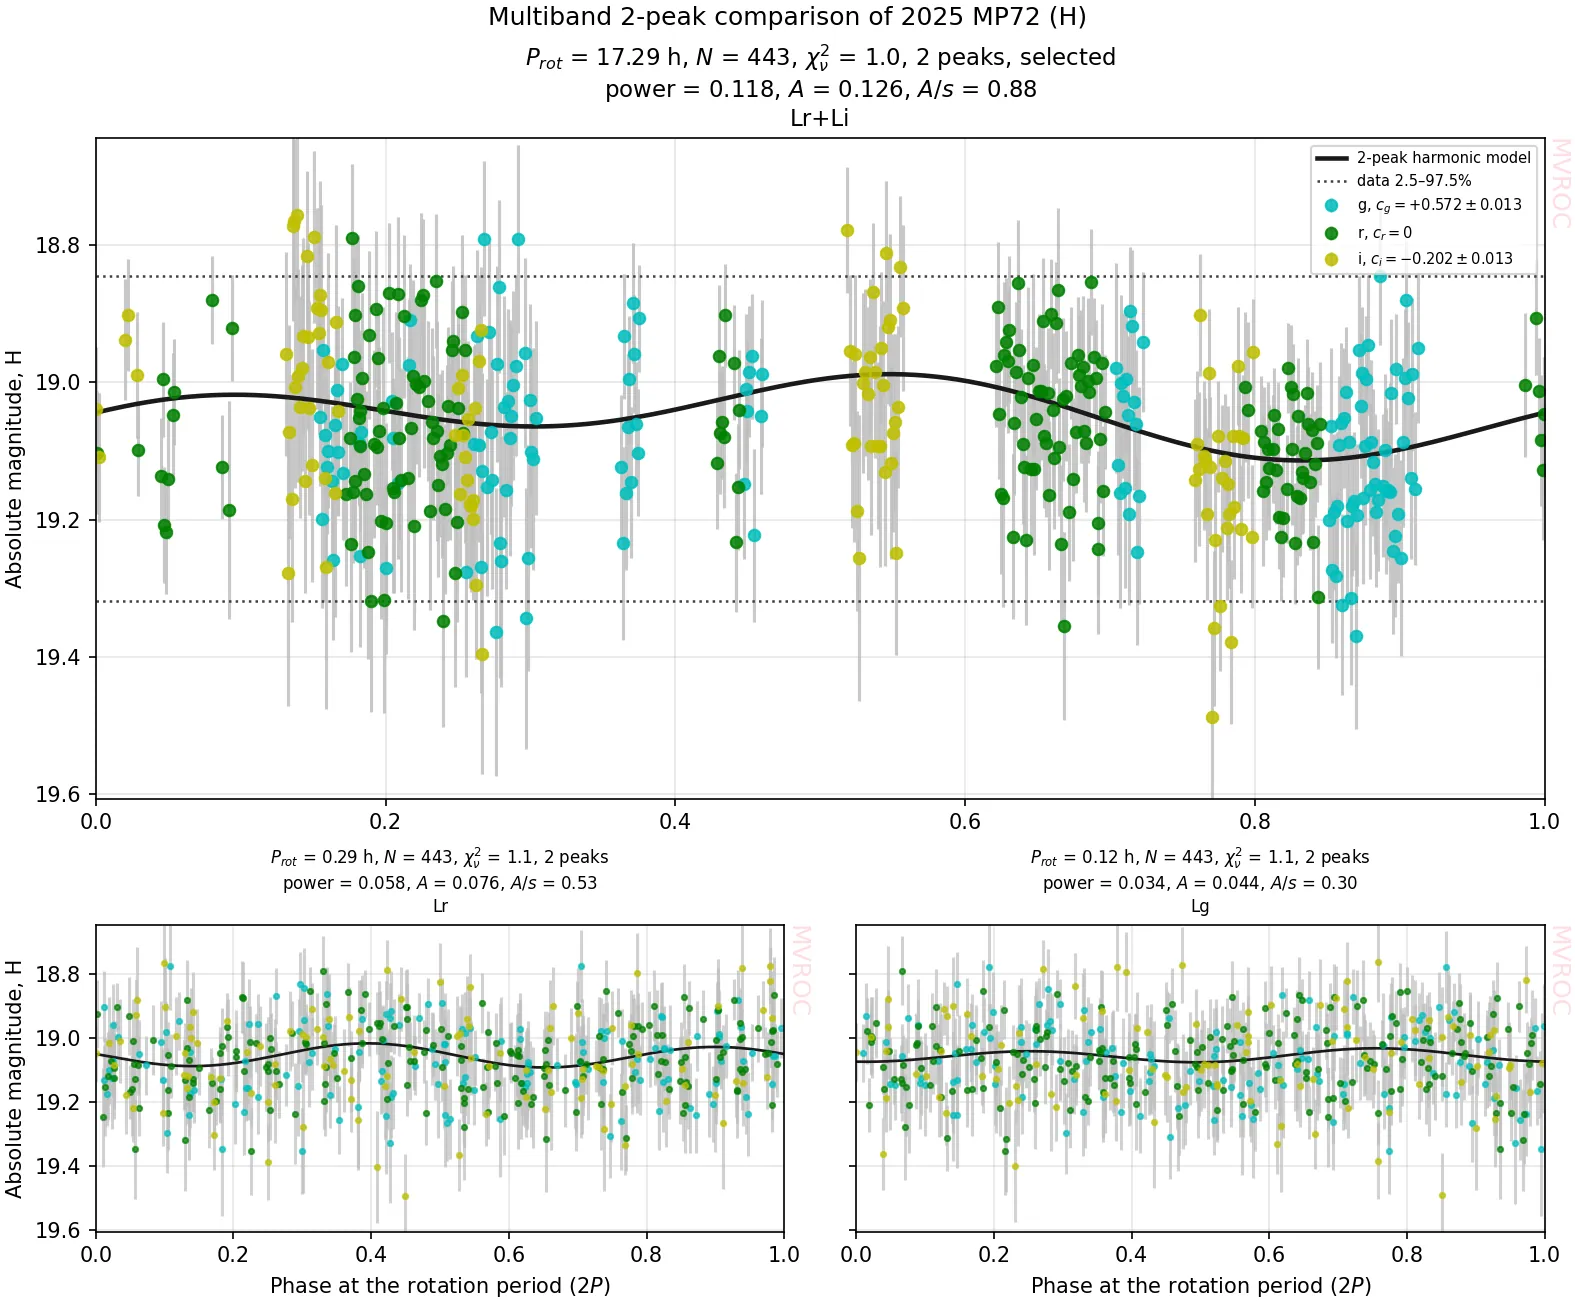 Multiband 2-peak comparison of 2025 MP72 (H)
P_rot = 17.29 h, N = 443, χ²_ν = 1.0, 2 peaks, selected
power = 0.118, A = 0.126, A/s = 0.88
Lr+Li
MVROC
2-peak harmonic model
data 2.5–97.5%
g, c_g = +0.572 ± 0.013
r, c_r = 0
i, c_i = −0.202 ± 0.013
Absolute magnitude, H
18.8
19.0
19.2
19.4
19.6
0.0 0.2 0.4 0.6 0.8 1.0
P_rot = 0.29 h, N = 443, χ²_ν = 1.1, 2 peaks
power = 0.058, A = 0.076, A/s = 0.53
Lr
MVROC
Absolute magnitude, H
18.8
19.0
19.2
19.4
19.6
0.0 0.2 0.4 0.6 0.8 1.0
Phase at the rotation period (2P)
P_rot = 0.12 h, N = 443, χ²_ν = 1.1, 2 peaks
power = 0.034, A = 0.044, A/s = 0.30
Lg
MVROC
0.0 0.2 0.4 0.6 0.8 1.0
Phase at the rotation period (2P)